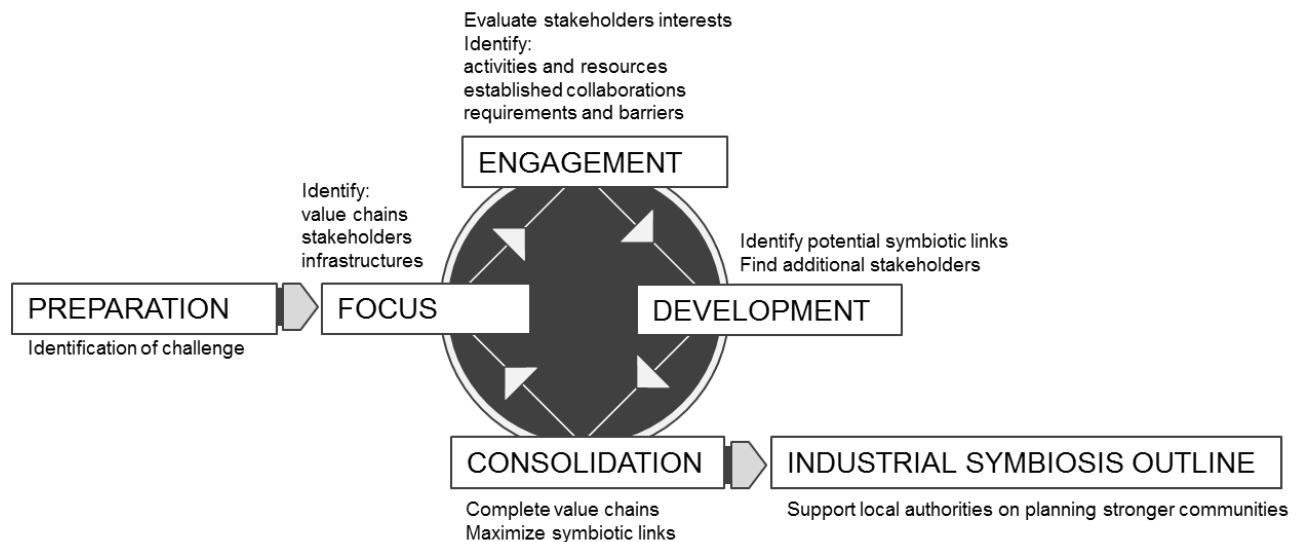 Evaluate stakeholders interests
Identify:
activities and resources
established collaborations
requirements and barriers
ENGAGEMENT
Identify:
value chains
stakeholders
infrastructures
Identify potential symbiotic links
Find additional stakeholders
PREPARATION
FOCUS
DEVELOPMENT
Identification of challenge
CONSOLIDATION
INDUSTRIAL SYMBIOSIS OUTLINE
Complete value chains
Maximize symbiotic links
Support local authorities on planning stronger communities